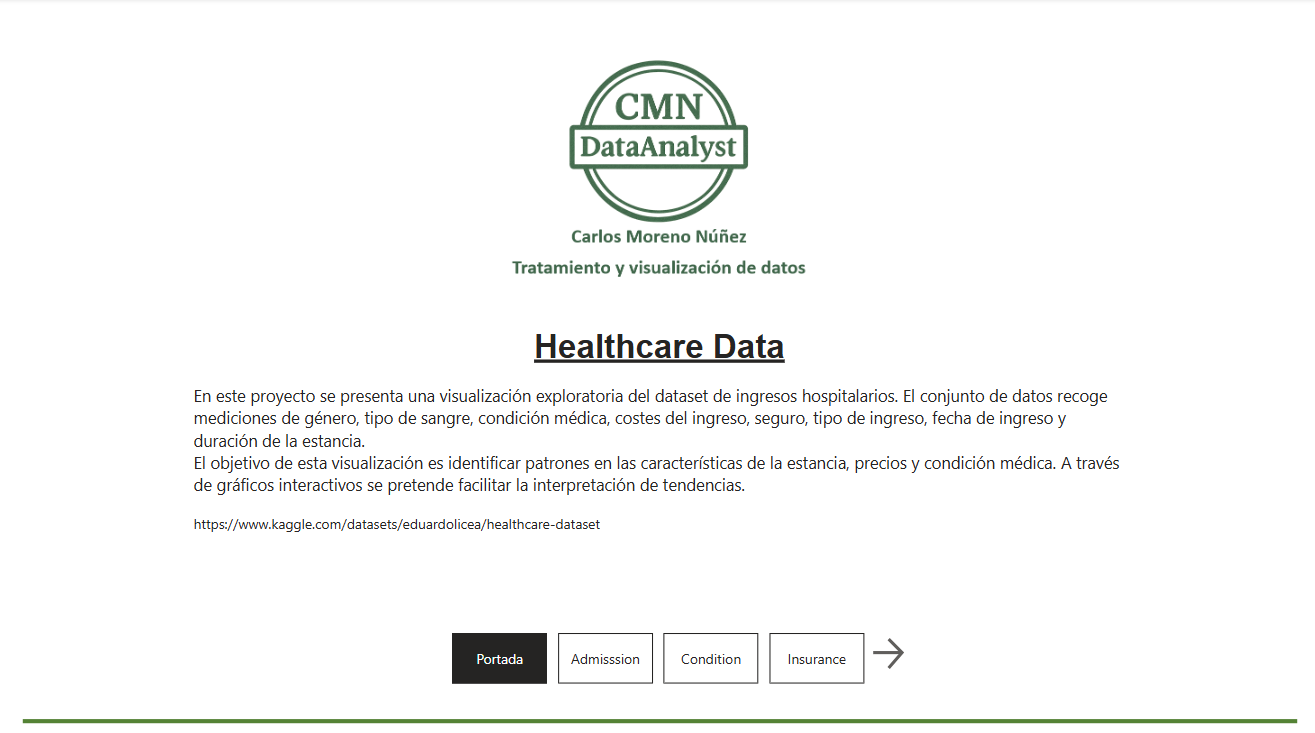 CMN
DataAnalyst
Carlos Moreno Núñez
Tratamiento y visualización de datos
Healthcare Data
En este proyecto se presenta una visualización exploratoria del dataset de ingresos hospitalarios. El conjunto de datos recoge
mediciones de género, tipo de sangre, condición médica, costes del ingreso, seguro, tipo de ingreso, fecha de ingreso y
duración de la estancia.
El objetivo de esta visualización es identificar patrones en las características de la estancia, precios y condición médica. A través
de gráficos interactivos se pretende facilitar la interpretación de tendencias.
https://www.kaggle.com/datasets/eduardolicea/healthcare-dataset
Portada Admisssion Condition Insurance